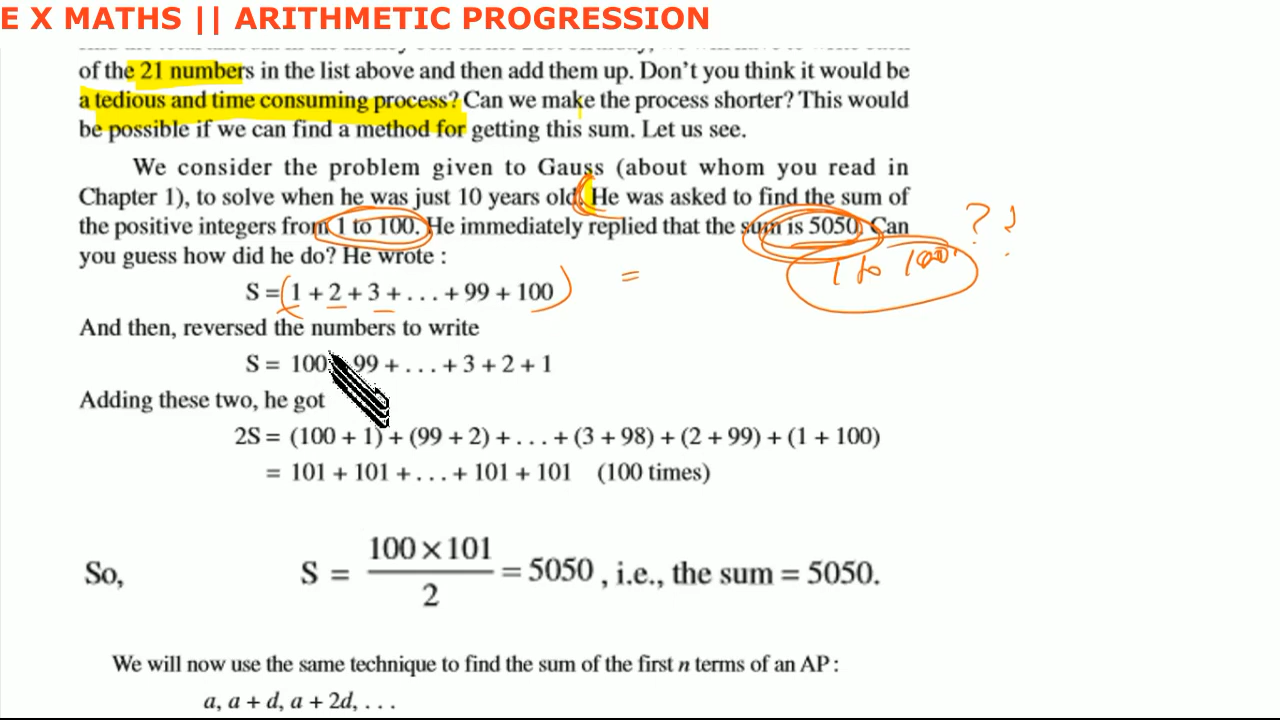 E X MATHS || ARITHMETIC PROGRESSION
of the 21 numbers in the list above and then add them up. Don't you think it would be
a tedious and time consuming process? Can we make the process shorter? This would
be possible if we can find a method for getting this sum. Let us see.
We consider the problem given to Gauss (about whom you read in
Chapter 1), to solve when he was just 10 years old. He was asked to find the sum of
the positive integers from 1 to 100. He immediately replied that the sum is 5050. Can
? !
you guess how did he do? He wrote :
1 to 100.
S = (1 + 2 + 3 + . . . + 99 + 100) =
And then, reversed the numbers to write
S = 100 99 + . . . + 3 + 2 + 1
Adding these two, he got
2S = (100 + 1) + (99 + 2) + . . . + (3 + 98) + (2 + 99) + (1 + 100)
= 101 + 101 + . . . + 101 + 101 (100 times)
So, S = 100 × 101 / 2 = 5050 , i.e., the sum = 5050.
We will now use the same technique to find the sum of the first n terms of an AP :
a, a + d, a + 2d, . . .